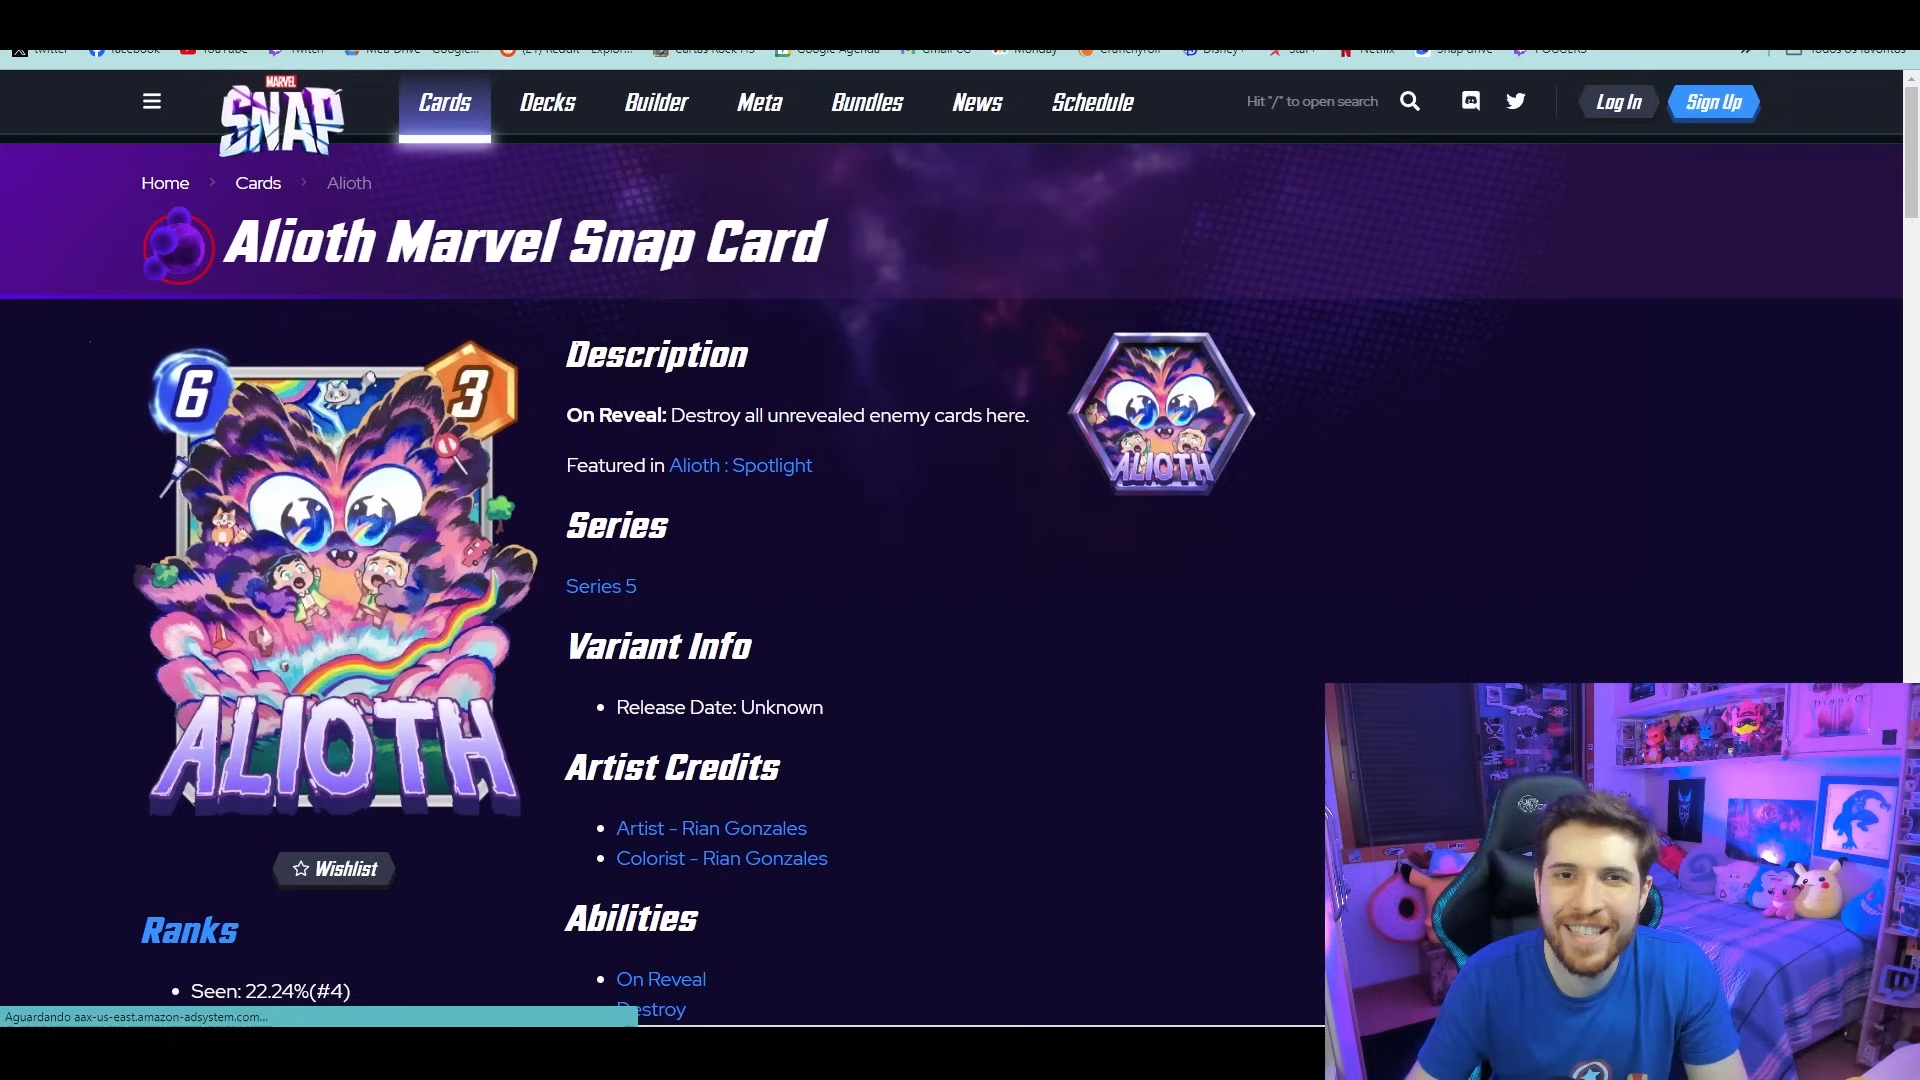 MARVEL
SNAP
Cards
Decks
Builder
Meta
Bundles
News
Schedule
Hit "/" to open search
Log In
Sign Up
Home > Cards > Alioth
Alioth Marvel Snap Card
6
3
ALIOTH
Wishlist
Ranks
Seen: 22.24%(#4)
Description
On Reveal: Destroy all unrevealed enemy cards here.
Featured in Alioth : Spotlight
Series
Series 5
Variant Info
Release Date: Unknown
Artist Credits
Artist - Rian Gonzales
Colorist - Rian Gonzales
Abilities
On Reveal
Destroy
ALIOTH
Aguardando aax-us-east.amazon-adsystem.com...